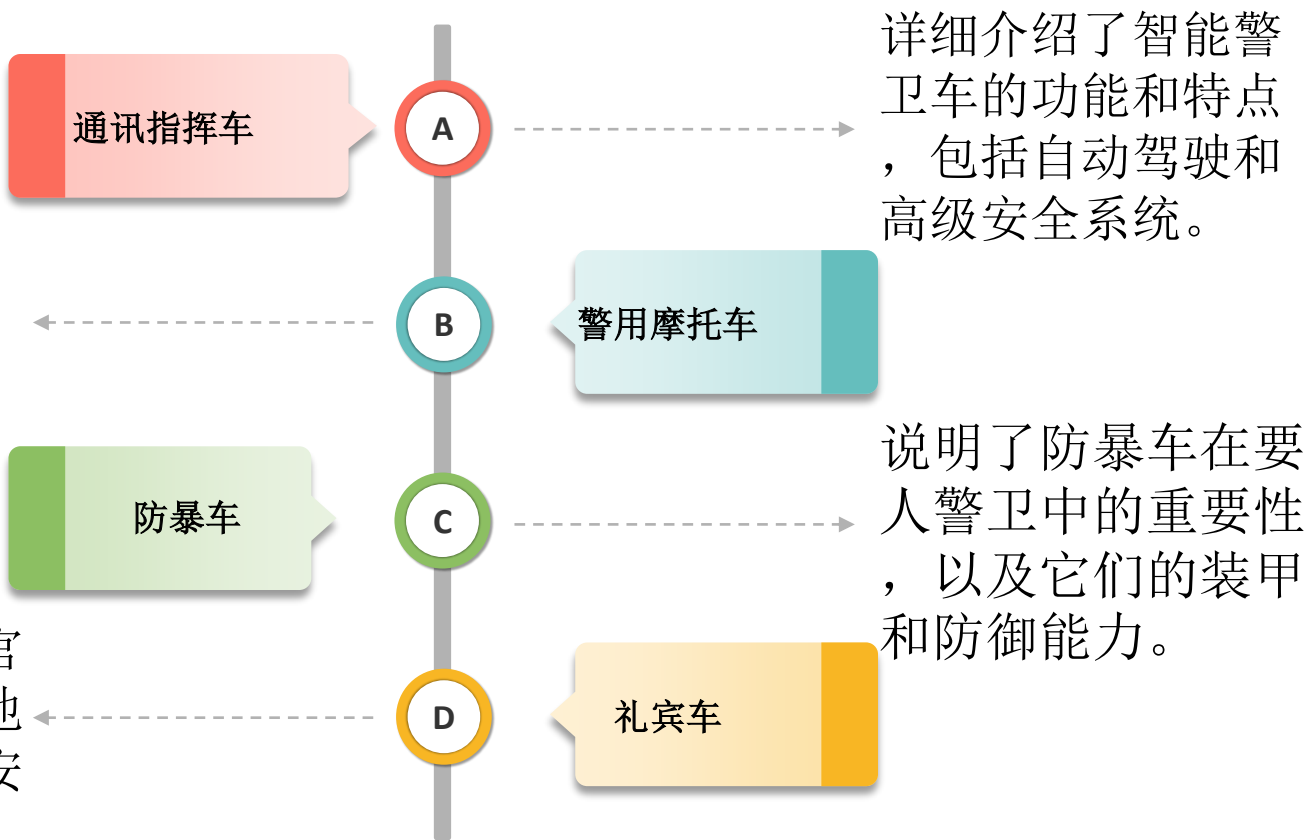 通讯指挥车
A
详细介绍了智能警
卫车的功能和特点
，包括自动驾驶和
高级安全系统。
B
警用摩托车
防暴车
C
说明了防暴车在要
人警卫中的重要性
，以及它们的装甲
和防御能力。
官
地
安
D
礼宾车